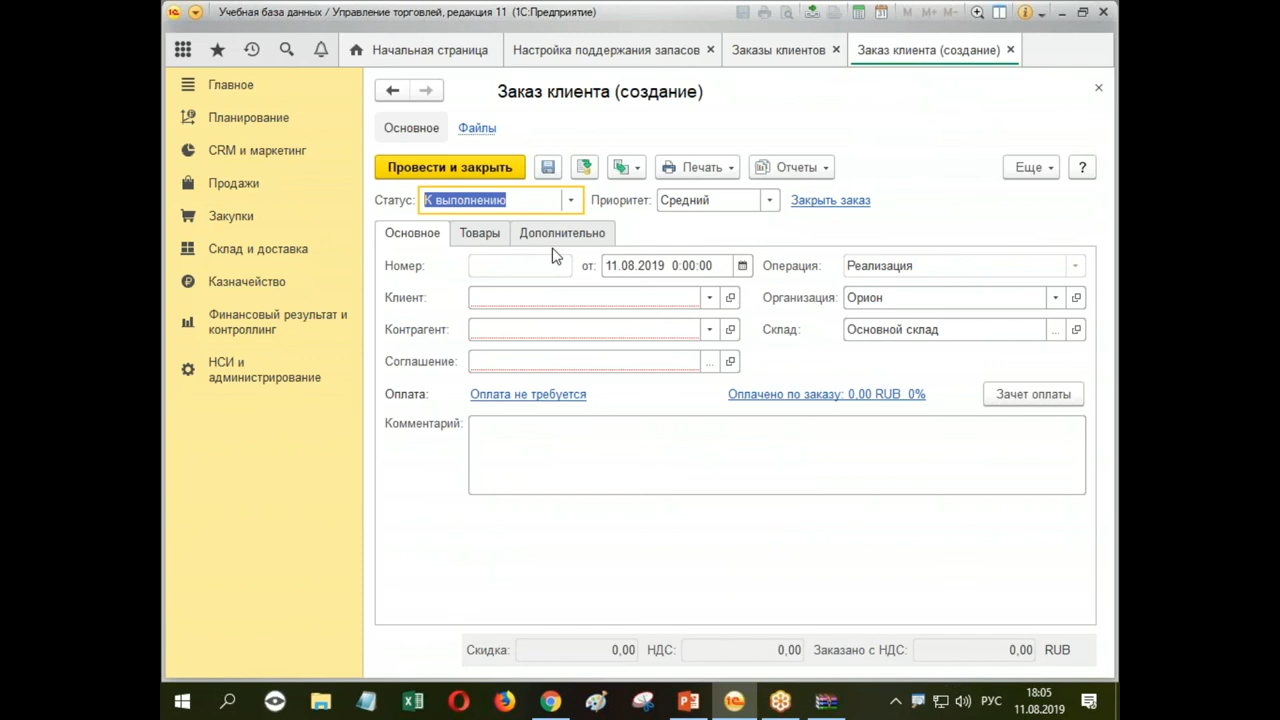 Учебная база данных / Управление торговлей, редакция 11 (1С:Предприятие)
M M+ M-
Начальная страница
Настройка поддержания запасов
Заказы клиентов
Заказ клиента (создание)
Главное
Планирование
CRM и маркетинг
Продажи
Закупки
Склад и доставка
Казначейство
Финансовый результат и
контроллинг
НСИ и
администрирование
Заказ клиента (создание)
Основное Файлы
Провести и закрыть Печать Отчеты Еще ?
Статус: К выполнению Приоритет: Средний Закрыть заказ
Основное Товары Дополнительно
Номер: от: 11.08.2019 0:00:00 Операция: Реализация
Клиент: Организация: Орион
Контрагент: Склад: Основной склад ...
Соглашение: ...
Оплата: Оплата не требуется Оплачено по заказу: 0,00 RUB 0% Зачет оплаты
Комментарий:
Скидка: 0,00 НДС: 0,00 Заказано с НДС: 0,00 RUB
РУС
18:05
11.08.2019